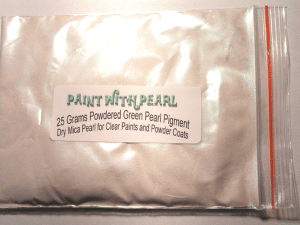 PAINT WITH PEARL
25 Grams Powdered Green Pearl Pigment
Dry Mica Pearl for Clear Paints and Powder Coats